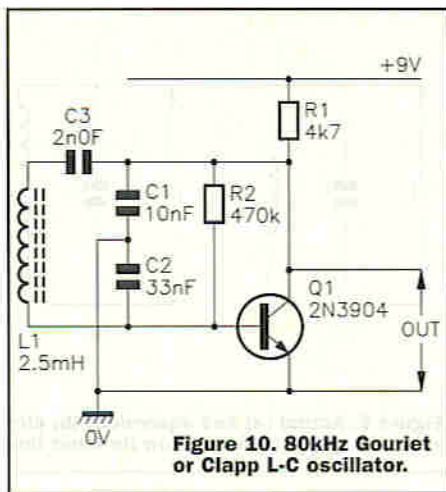 +9V
R1
4k7
C3
2n0F
C1
10nF
R2
470k
C2
33nF
Q1
2N3904
OUT
L1
2.5mH
0V
Figure 10. 80kHz Gouriet
or Clapp L-C oscillator.